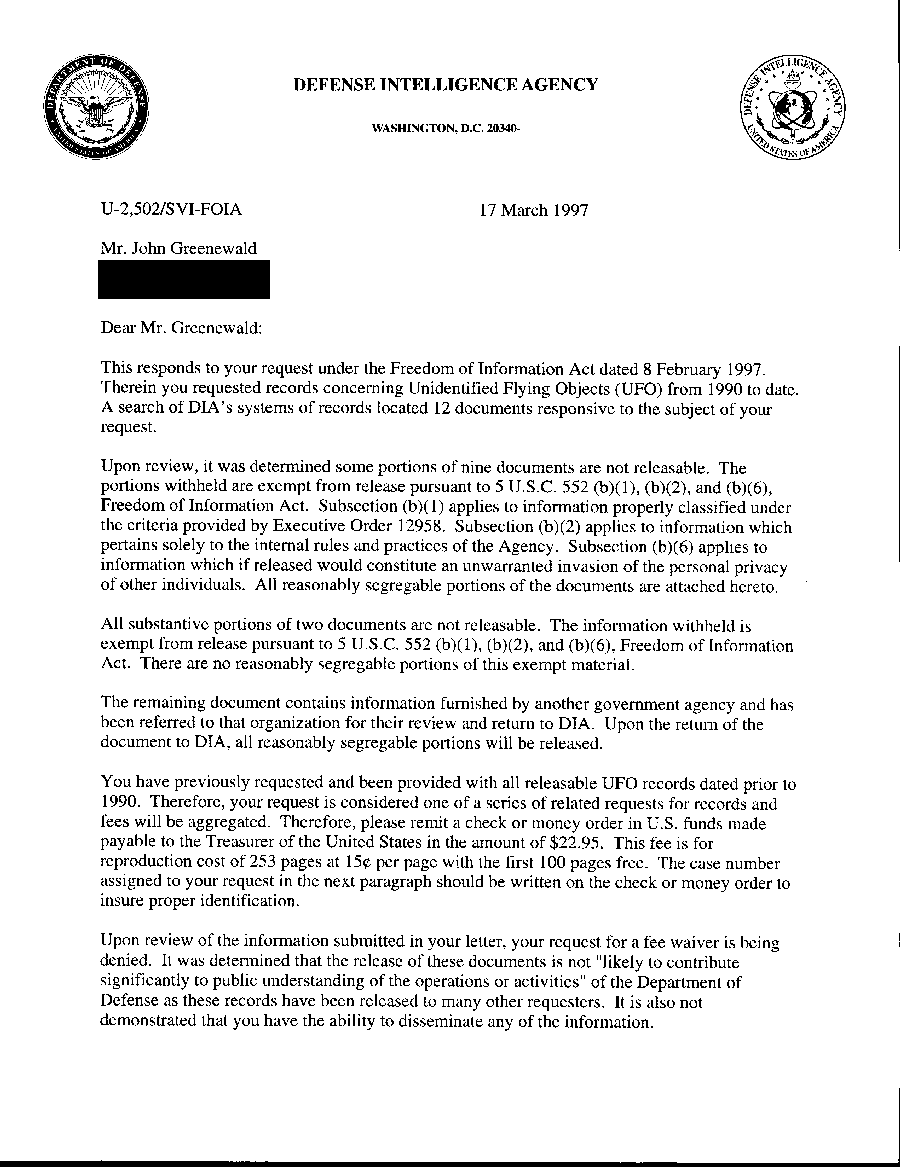 DEPARTMENT OF DEFENSE
UNITED STATES OF AMERICA
DEFENSE INTELLIGENCE AGENCY
WASHINGTON, D.C. 20340-
DEFENSE INTELLIGENCE AGENCY
UNITED STATES OF AMERICA
U-2,502/SVI-FOIA 17 March 1997
Mr. John Greenewald
Dear Mr. Greenewald:
This responds to your request under the Freedom of Information Act dated 8 February 1997.
Therein you requested records concerning Unidentified Flying Objects (UFO) from 1990 to date.
A search of DIA's systems of records located 12 documents responsive to the subject of your
request.
Upon review, it was determined some portions of nine documents are not releasable. The
portions withheld are exempt from release pursuant to 5 U.S.C. 552 (b)(1), (b)(2), and (b)(6),
Freedom of Information Act. Subsection (b)(1) applies to information properly classified under
the criteria provided by Executive Order 12958. Subsection (b)(2) applies to information which
pertains solely to the internal rules and practices of the Agency. Subsection (b)(6) applies to
information which if released would constitute an unwarranted invasion of the personal privacy
of other individuals. All reasonably segregable portions of the documents are attached hereto.
All substantive portions of two documents are not releasable. The information withheld is
exempt from release pursuant to 5 U.S.C. 552 (b)(1), (b)(2), and (b)(6), Freedom of Information
Act. There are no reasonably segregable portions of this exempt material.
The remaining document contains information furnished by another government agency and has
been referred to that organization for their review and return to DIA. Upon the return of the
document to DIA, all reasonably segregable portions will be released.
You have previously requested and been provided with all releasable UFO records dated prior to
1990. Therefore, your request is considered one of a series of related requests for records and
fees will be aggregated. Therefore, please remit a check or money order in U.S. funds made
payable to the Treasurer of the United States in the amount of $22.95. This fee is for
reproduction cost of 253 pages at 15¢ per page with the first 100 pages free. The case number
assigned to your request in the next paragraph should be written on the check or money order to
insure proper identification.
Upon review of the information submitted in your letter, your request for a fee waiver is being
denied. It was determined that the release of these documents is not "likely to contribute
significantly to public understanding of the operations or activities" of the Department of
Defense as these records have been released to many other requesters. It is also not
demonstrated that you have the ability to disseminate any of the information.